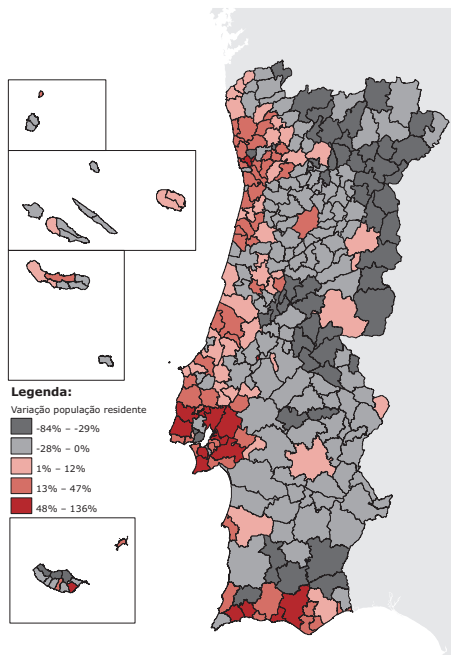 Legenda:
Variação população residente
-84% – -29%
-28% – 0%
1% – 12%
13% – 47%
48% – 136%